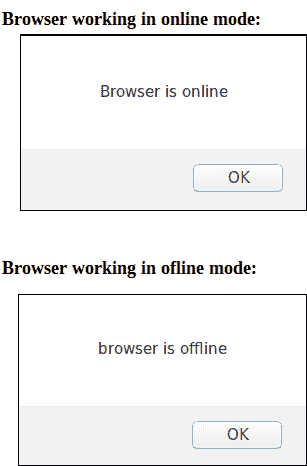 Browser working in online mode:
Browser is online
OK
Browser working in ofline mode:
browser is offline
OK